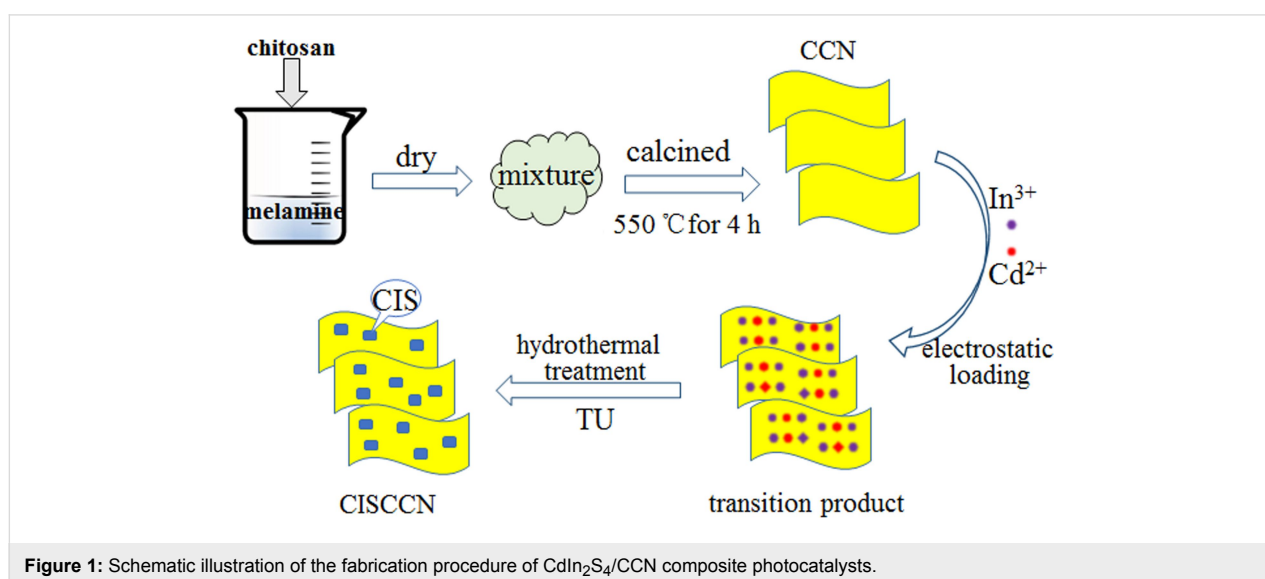 chitosan
melamine
dry
mixture
calcined
550 ℃ for 4 h
CCN
In³⁺
Cd²⁺
electrostatic
loading
transition product
hydrothermal
treatment
TU
CIS
CISCCN
Figure 1: Schematic illustration of the fabrication procedure of CdIn₂S₄/CCN composite photocatalysts.